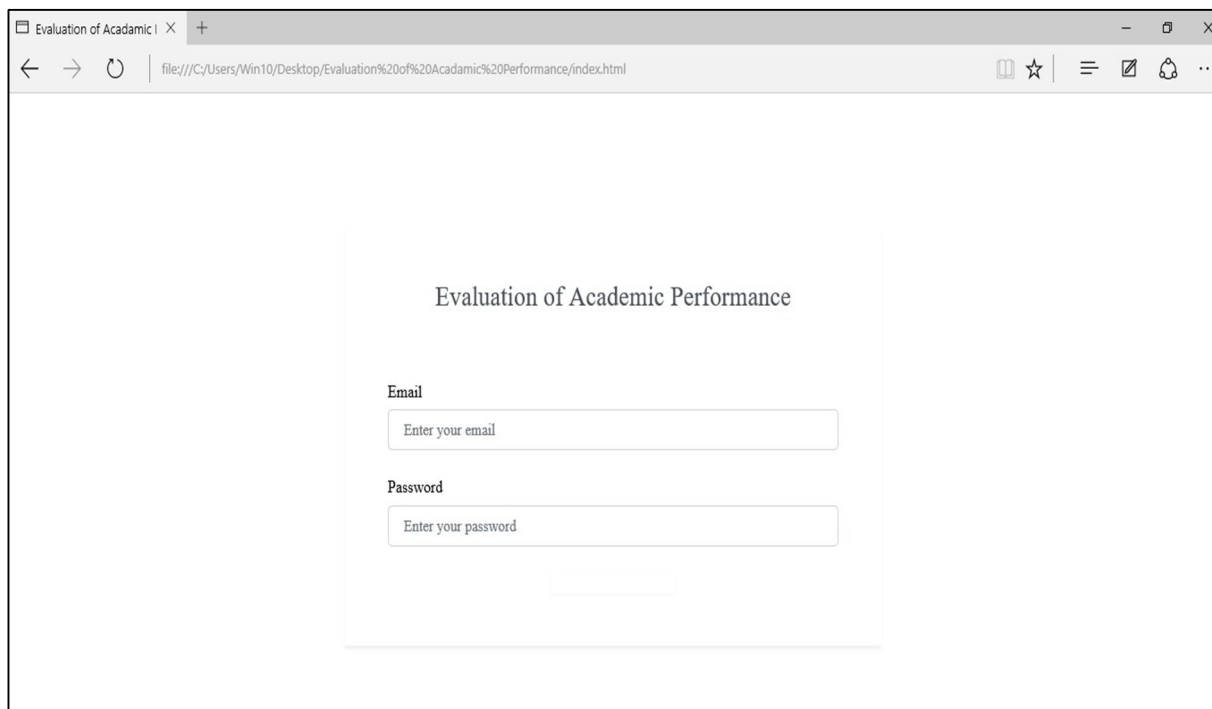 Evaluation of Acadamic
file:///C:/Users/Win10/Desktop/Evaluation%20of%20Acadamic%20Performance/index.html
Evaluation of Academic Performance
Email
Enter your email
Password
Enter your password